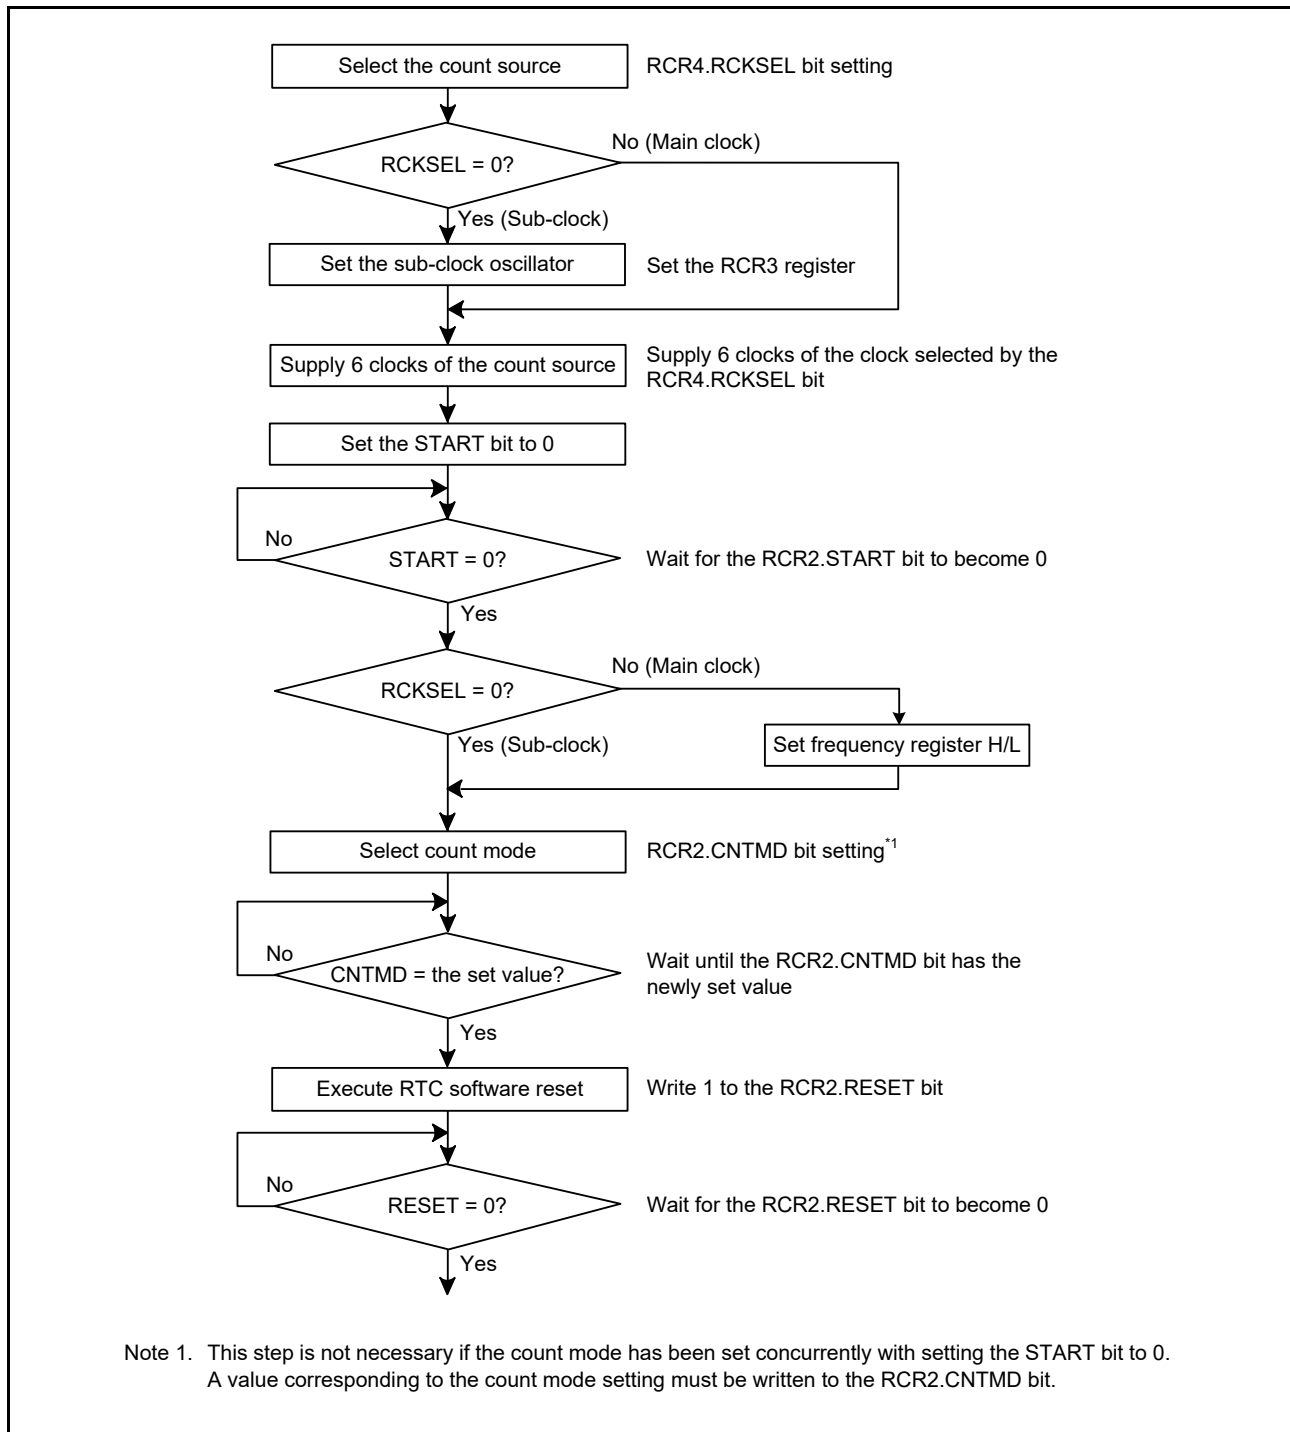 Select the count source
RCR4.RCKSEL bit setting
RCKSEL = 0?
No (Main clock)
Yes (Sub-clock)
Set the sub-clock oscillator
Set the RCR3 register
Supply 6 clocks of the count source
Supply 6 clocks of the clock selected by the
RCR4.RCKSEL bit
Set the START bit to 0
No
START = 0?
Wait for the RCR2.START bit to become 0
Yes
RCKSEL = 0?
No (Main clock)
Yes (Sub-clock)
Set frequency register H/L
Select count mode
RCR2.CNTMD bit setting*1
No
CNTMD = the set value?
Wait until the RCR2.CNTMD bit has the
newly set value
Yes
Execute RTC software reset
Write 1 to the RCR2.RESET bit
No
RESET = 0?
Wait for the RCR2.RESET bit to become 0
Yes
Note 1. This step is not necessary if the count mode has been set concurrently with setting the START bit to 0.
A value corresponding to the count mode setting must be written to the RCR2.CNTMD bit.